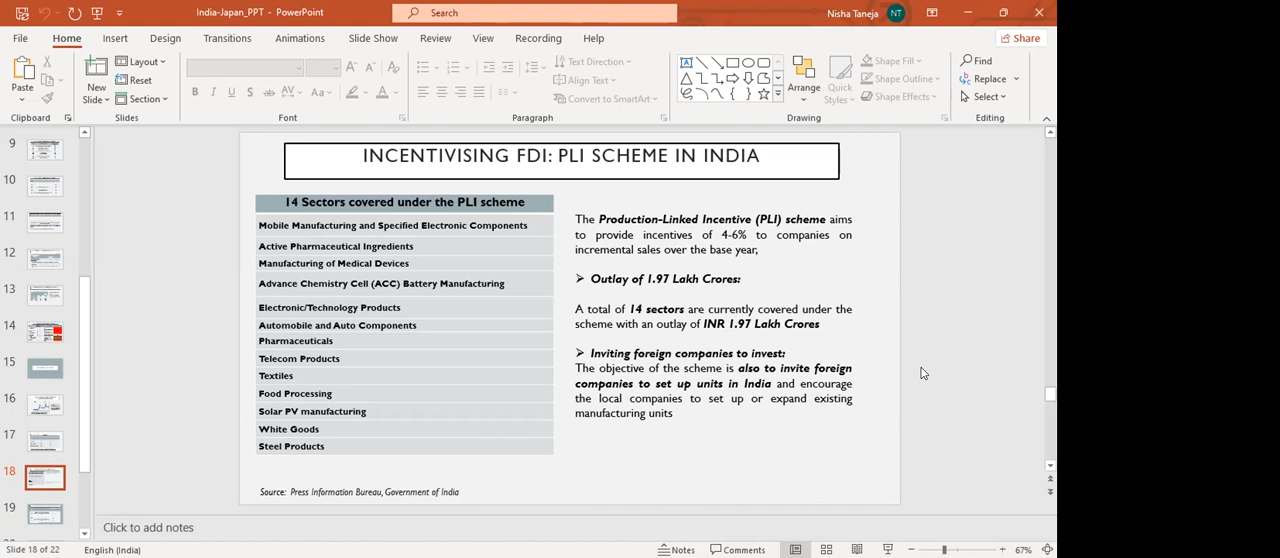 India-Japan_PPT - PowerPoint
Search
Nisha Taneja
NT
File
Home
Insert
Design
Transitions
Animations
Slide Show
Review
View
Recording
Help
Share
Paste
Clipboard
New
Slide
Layout
Reset
Section
Slides
Font
Text Direction
Align Text
Convert to SmartArt
Paragraph
Arrange
Quick
Styles
Shape Fill
Shape Outline
Shape Effects
Drawing
Find
Replace
Select
Editing
9
10
11
12
13
14
15
16
17
18
19
INCENTIVISING FDI: PLI SCHEME IN INDIA
14 Sectors covered under the PLI scheme
Mobile Manufacturing and Specified Electronic Components
Active Pharmaceutical Ingredients
Manufacturing of Medical Devices
Advance Chemistry Cell (ACC) Battery Manufacturing
Electronic/Technology Products
Automobile and Auto Components
Pharmaceuticals
Telecom Products
Textiles
Food Processing
Solar PV manufacturing
White Goods
Steel Products
The Production-Linked Incentive (PLI) scheme aims
to provide incentives of 4-6% to companies on
incremental sales over the base year,
➢ Outlay of 1.97 Lakh Crores:
A total of 14 sectors are currently covered under the
scheme with an outlay of INR 1.97 Lakh Crores
➢ Inviting foreign companies to invest:
The objective of the scheme is also to invite foreign
companies to set up units in India and encourage
the local companies to set up or expand existing
manufacturing units
Source: Press Information Bureau, Government of India
Click to add notes
Slide 18 of 22
English (India)
Notes
Comments
67%